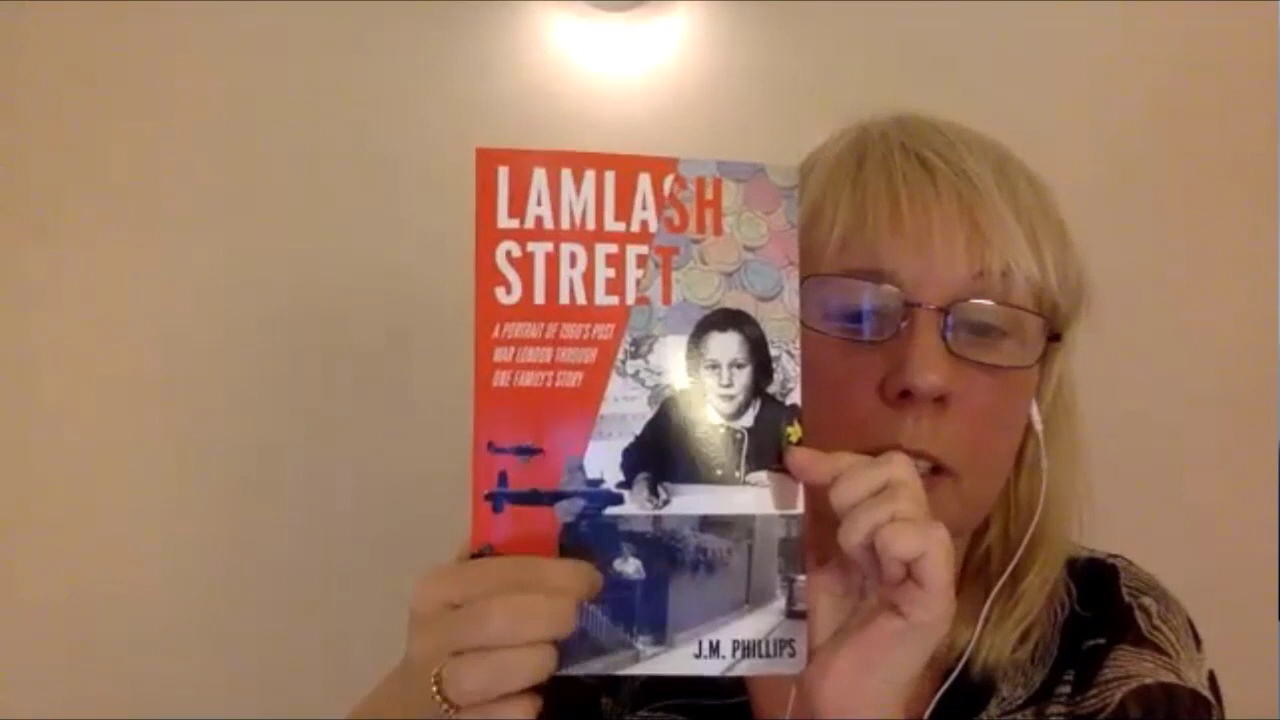 LAMLASH
STREET
A PORTRAIT OF 1960'S POST
WAR LONDON THROUGH
ONE FAMILY'S STORY
J.M. PHILLIPS